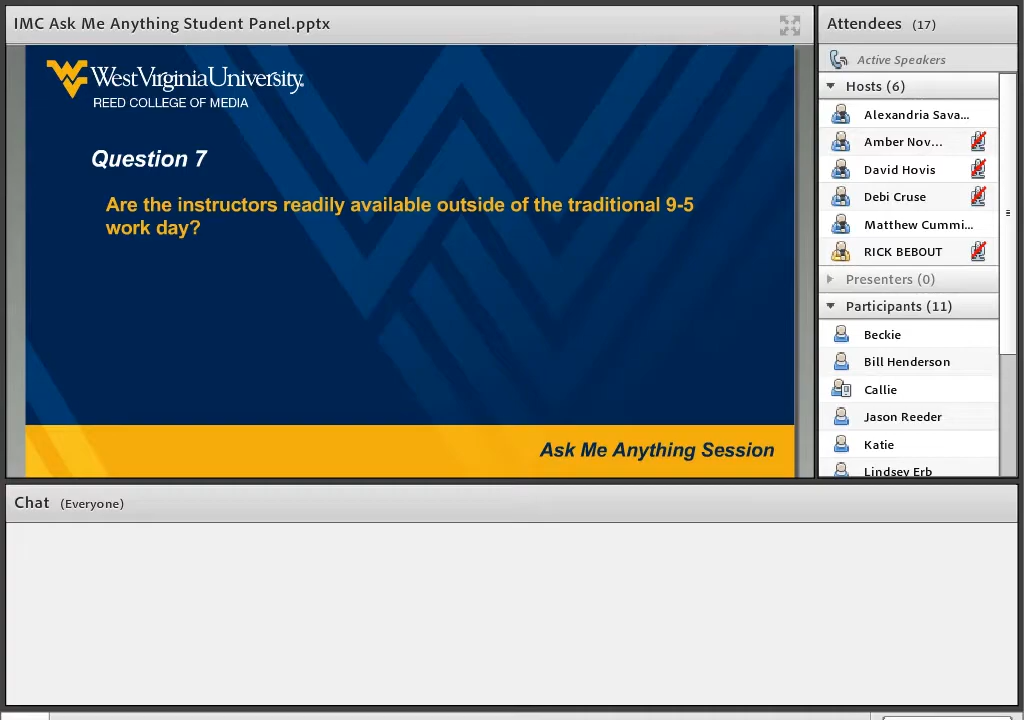 IMC Ask Me Anything Student Panel.pptx
WestVirginiaUniversity.
REED COLLEGE OF MEDIA
Question 7
Are the instructors readily available outside of the traditional 9-5
work day?
Ask Me Anything Session
Attendees (17)
Active Speakers
Hosts (6)
Alexandria Sava...
Amber Nov...
David Hovis
Debi Cruse
Matthew Cummi...
RICK BEBOUT
Presenters (0)
Participants (11)
Beckie
Bill Henderson
Callie
Jason Reeder
Katie
Lindsey Erb
Chat (Everyone)